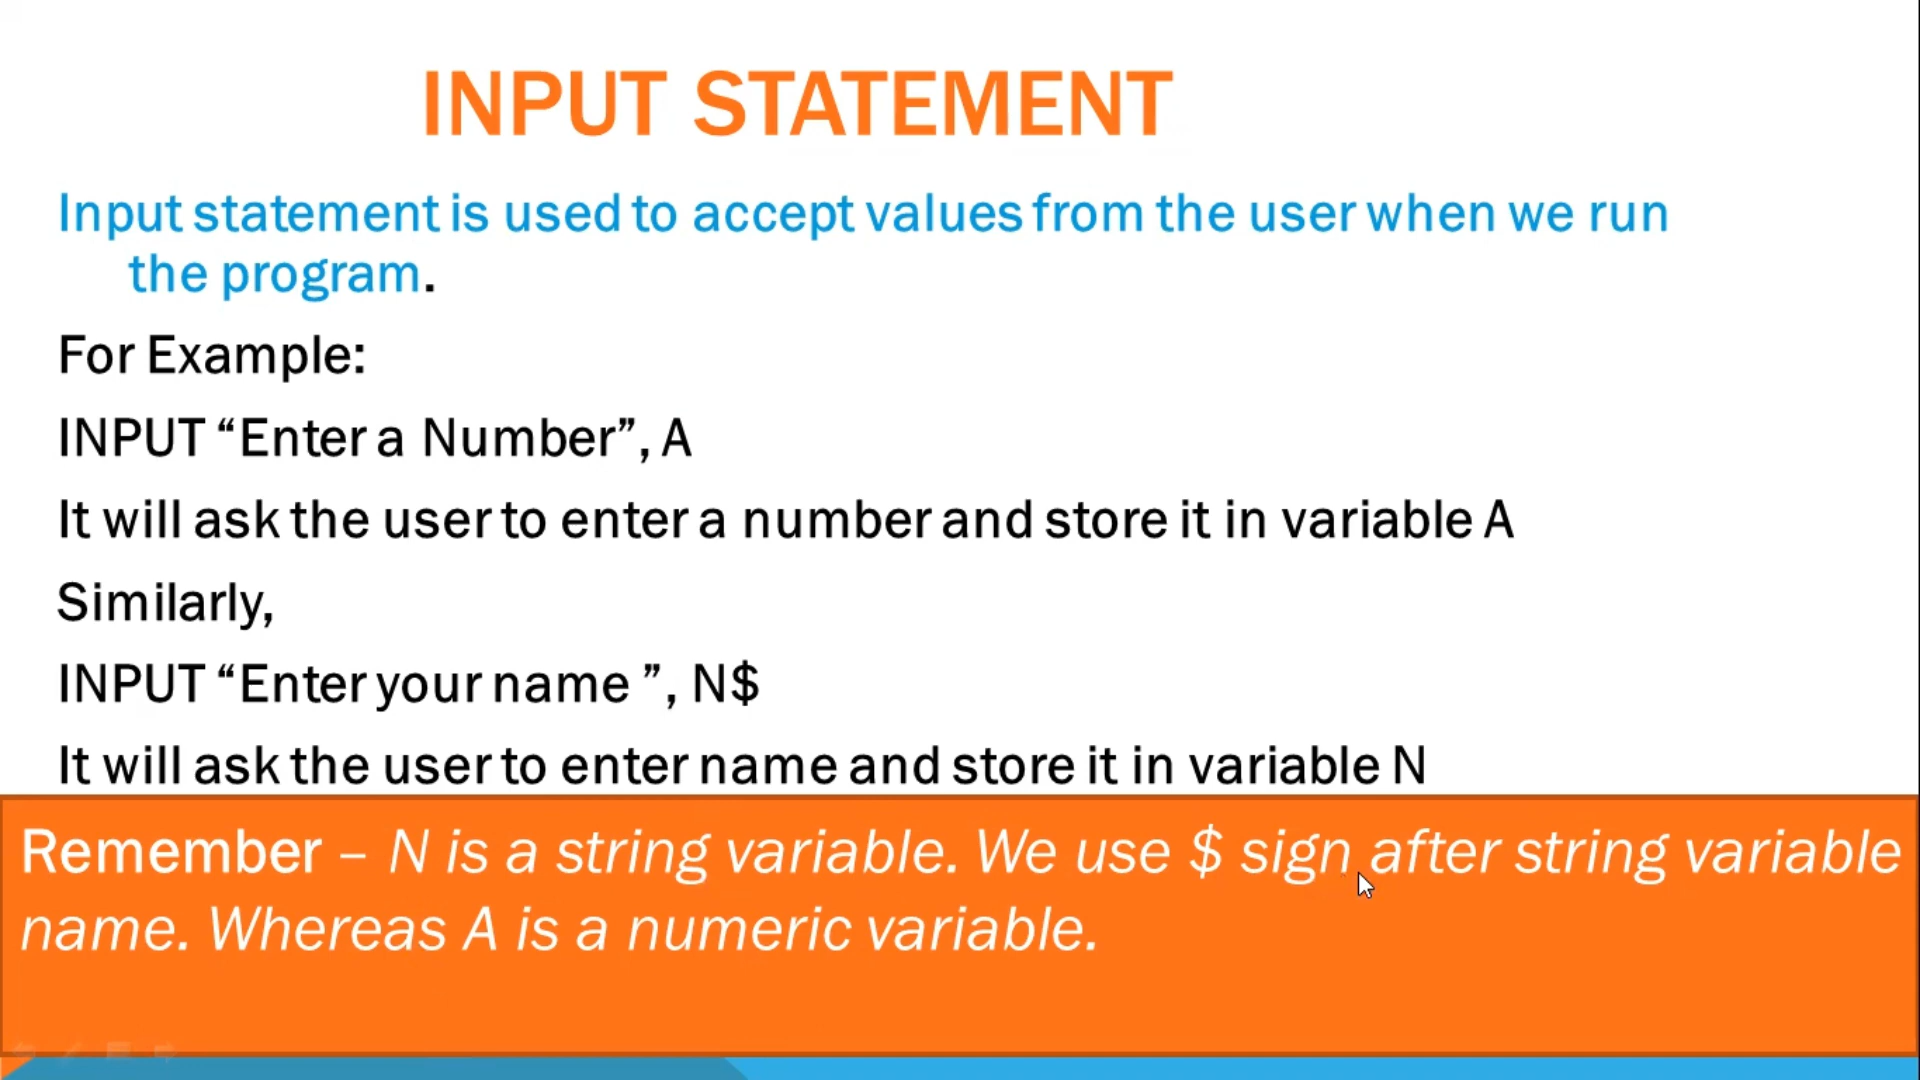 INPUT STATEMENT
Input statement is used to accept values from the user when we run
the program.
For Example:
INPUT “Enter a Number”, A
It will ask the user to enter a number and store it in variable A
Similarly,
INPUT “Enter your name ”, N$
It will ask the user to enter name and store it in variable N
Remember – N is a string variable. We use $ sign after string variable
name. Whereas A is a numeric variable.